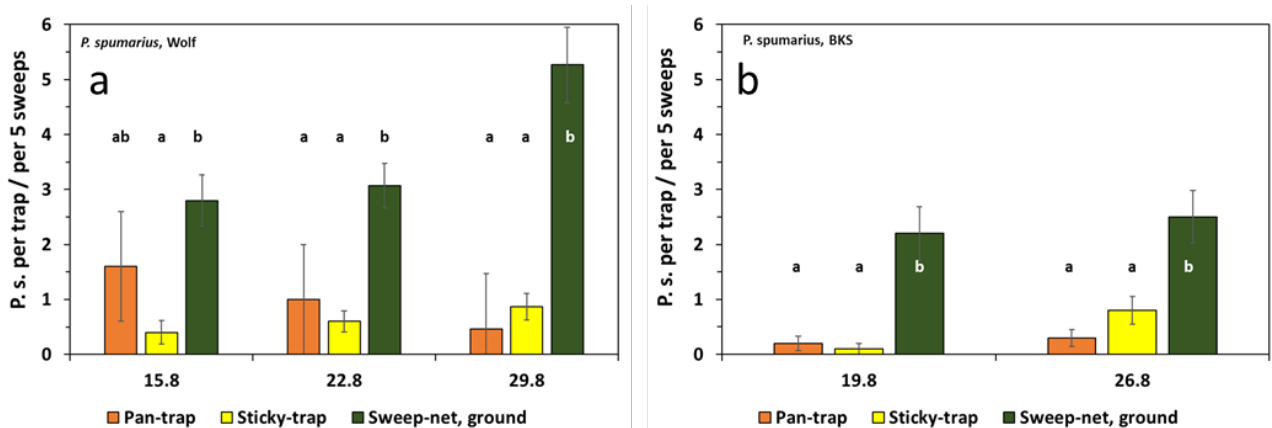 P. s. per trap / per 5 sweeps
6
5
4
3
2
1
0
P. spumarius, Wolf
a
ab a b
a a b
a a b
15.8 22.8 29.8
Pan-trap Sticky-trap Sweep-net, ground
P. s. per trap / per 5 sweeps
6
5
4
3
2
1
0
P. spumarius, BKS
b
a a b
a a b
19.8 26.8
Pan-trap Sticky-trap Sweep-net, ground